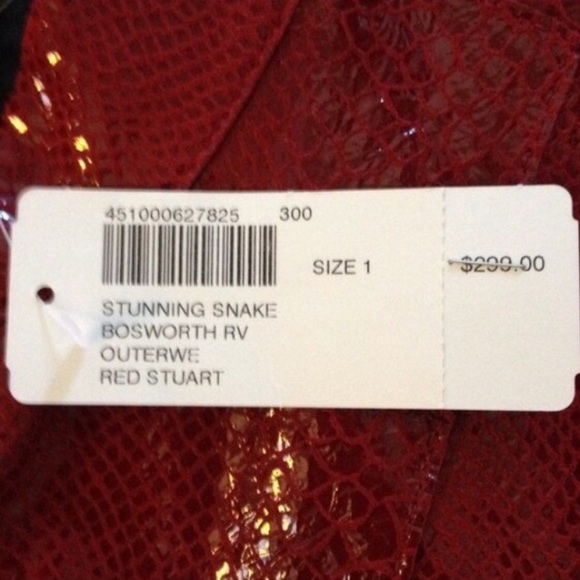 451000627825 300
SIZE 1
$299.00
STUNNING SNAKE
BOSWORTH RV
OUTERWE
RED STUART